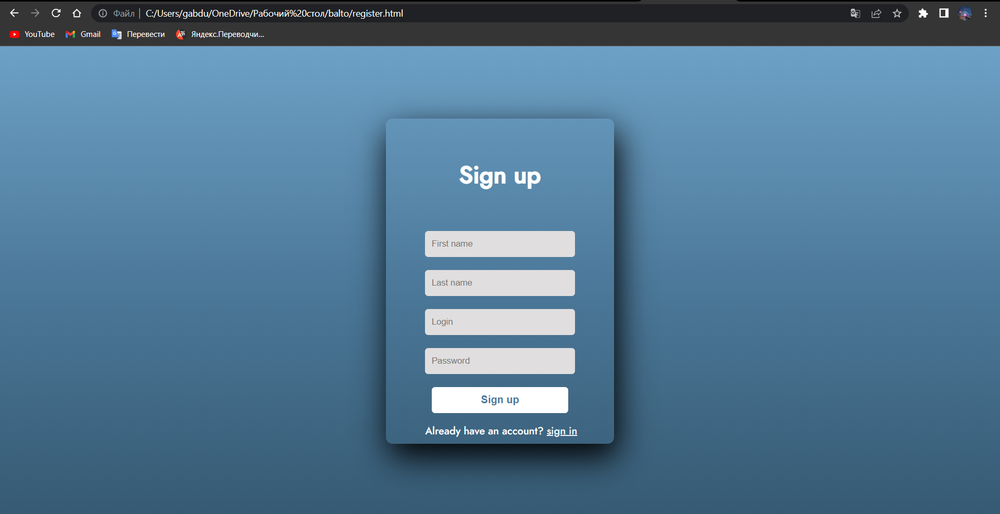 Файл C:/Users/gabdu/OneDrive/Рабочий%20стол/balto/register.html
YouTube Gmail Перевести Яндекс.Переводчи...
Sign up
First name
Last name
Login
Password
Sign up
Already have an account? sign in